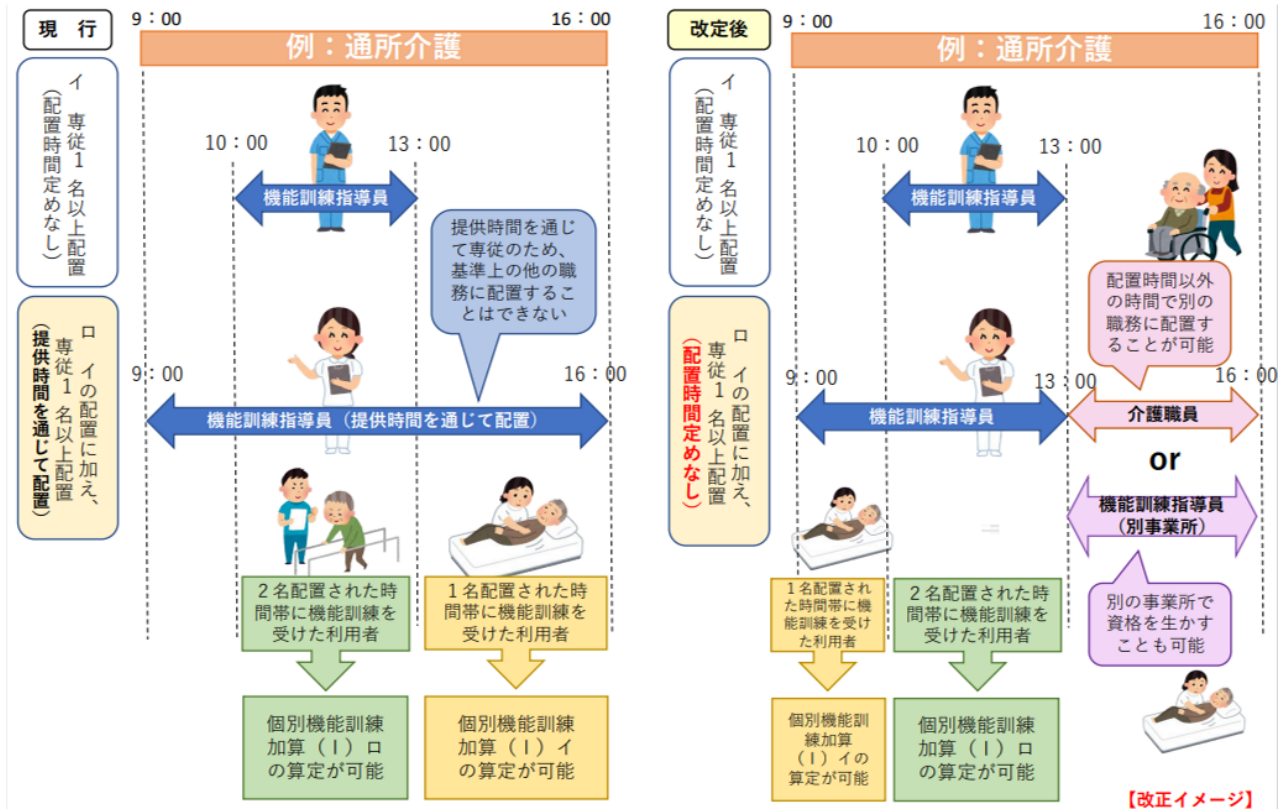 現　行
9：00
16：00
例：通所介護
イ　専従１名以上配置
（配置時間定めなし）
10：00
13：00
機能訓練指導員
提供時間を通じ
て専従のため、
基準上の他の職
務に配置するこ
とはできない
ロ　イの配置に加え、
専従１名以上配置
（提供時間を通じて配置）
9：00
16：00
機能訓練指導員（提供時間を通じて配置）
２名配置された時
間帯に機能訓練を
受けた利用者
１名配置された時
間帯に機能訓練を
受けた利用者
個別機能訓練
加算（Ⅰ）ロ
の算定が可能
個別機能訓練
加算（Ⅰ）イ
の算定が可能
改定後
9：00
16：00
例：通所介護
イ　専従１名以上配置
（配置時間定めなし）
10：00
13：00
機能訓練指導員
配置時間以外
の時間で別の
職務に配置す
ることが可能
ロ　イの配置に加え、
専従１名以上配置
（配置時間定めなし）
9：00
13：00
16：00
機能訓練指導員
介護職員
or
機能訓練指導員
（別事業所）
別の事業所で
資格を生かす
ことも可能
１名配置され
た時間帯に機
能訓練を受け
た利用者
２名配置された時
間帯に機能訓練を
受けた利用者
個別機能訓
練加算
（Ⅰ）イの
算定が可能
個別機能訓練
加算（Ⅰ）ロ
の算定が可能
【改正イメージ】